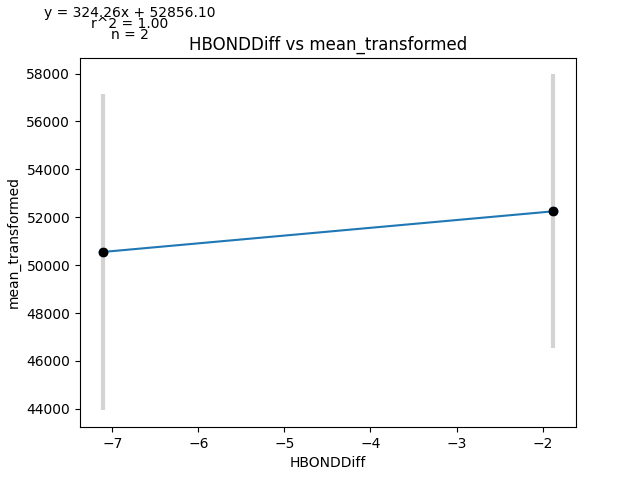 y = 324.26x + 52856.10
r^2 = 1.00
n = 2
HBONDDiff vs mean_transformed
58000
56000
54000
52000
50000
48000
46000
44000
mean_transformed
−7
−6
−5
−4
−3
−2
HBONDDiff